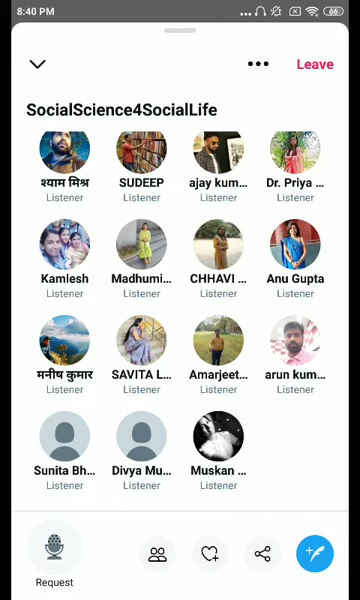 8:40 PM 66
Leave
SocialScience4SocialLife
श्याम मिश्र SUDEEP ajay kum... Dr. Priya ...
Listener Listener Listener Listener
Kamlesh Madhumi... CHHAVI ... Anu Gupta
Listener Listener Listener Listener
मनीष कुमार SAVITA L... Amarjeet... arun kum...
Listener Listener Listener Listener
Sunita Bh... Divya Mu... Muskan ...
Listener Listener Listener
Request